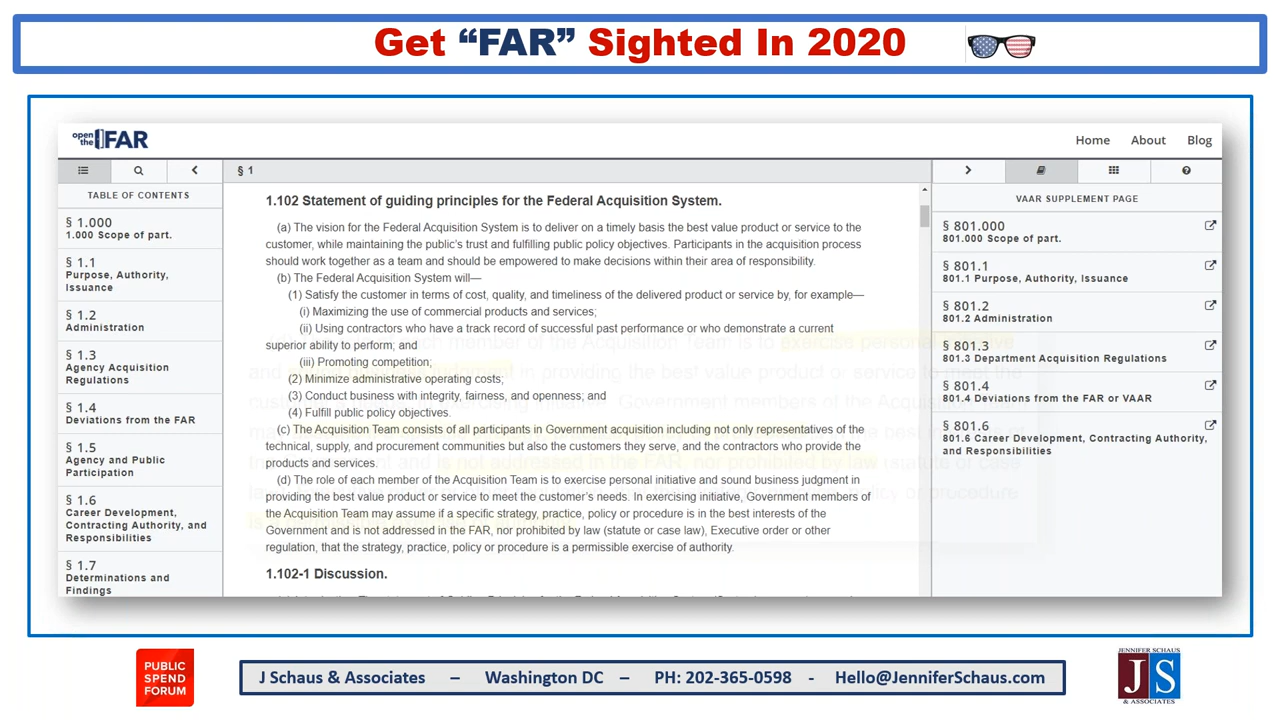 Get “FAR” Sighted In 2020
open the FAR
Home About Blog
§ 1
TABLE OF CONTENTS
§ 1.000
1.000 Scope of part.
§ 1.1
Purpose, Authority,
Issuance
§ 1.2
Administration
§ 1.3
Agency Acquisition
Regulations
§ 1.4
Deviations from the FAR
§ 1.5
Agency and Public
Participation
§ 1.6
Career Development,
Contracting Authority, and
Responsibilities
§ 1.7
Determinations and
Findings
1.102 Statement of guiding principles for the Federal Acquisition System.
(a) The vision for the Federal Acquisition System is to deliver on a timely basis the best value product or service to the
customer, while maintaining the public's trust and fulfilling public policy objectives. Participants in the acquisition process
should work together as a team and should be empowered to make decisions within their area of responsibility.
(b) The Federal Acquisition System will—
(1) Satisfy the customer in terms of cost, quality, and timeliness of the delivered product or service by, for example—
(i) Maximizing the use of commercial products and services;
(ii) Using contractors who have a track record of successful past performance or who demonstrate a current
superior ability to perform; and
(iii) Promoting competition;
(2) Minimize administrative operating costs;
(3) Conduct business with integrity, fairness, and openness; and
(4) Fulfill public policy objectives.
(c) The Acquisition Team consists of all participants in Government acquisition including not only representatives of the
technical, supply, and procurement communities but also the customers they serve, and the contractors who provide the
products and services.
(d) The role of each member of the Acquisition Team is to exercise personal initiative and sound business judgment in
providing the best value product or service to meet the customer's needs. In exercising initiative, Government members of
the Acquisition Team may assume if a specific strategy, practice, policy or procedure is in the best interests of the
Government and is not addressed in the FAR, nor prohibited by law (statute or case law), Executive order or other
regulation, that the strategy, practice, policy or procedure is a permissible exercise of authority.
1.102-1 Discussion.
VAAR SUPPLEMENT PAGE
§ 801.000
801.000 Scope of part.
§ 801.1
801.1 Purpose, Authority, Issuance
§ 801.2
801.2 Administration
§ 801.3
801.3 Department Acquisition Regulations
§ 801.4
801.4 Deviations from the FAR or VAAR
§ 801.6
801.6 Career Development, Contracting Authority,
and Responsibilities
PUBLIC
SPEND
FORUM
J Schaus & Associates – Washington DC – PH: 202-365-0598 - Hello@JenniferSchaus.com
JENNIFER SCHAUS
J S
& ASSOCIATES